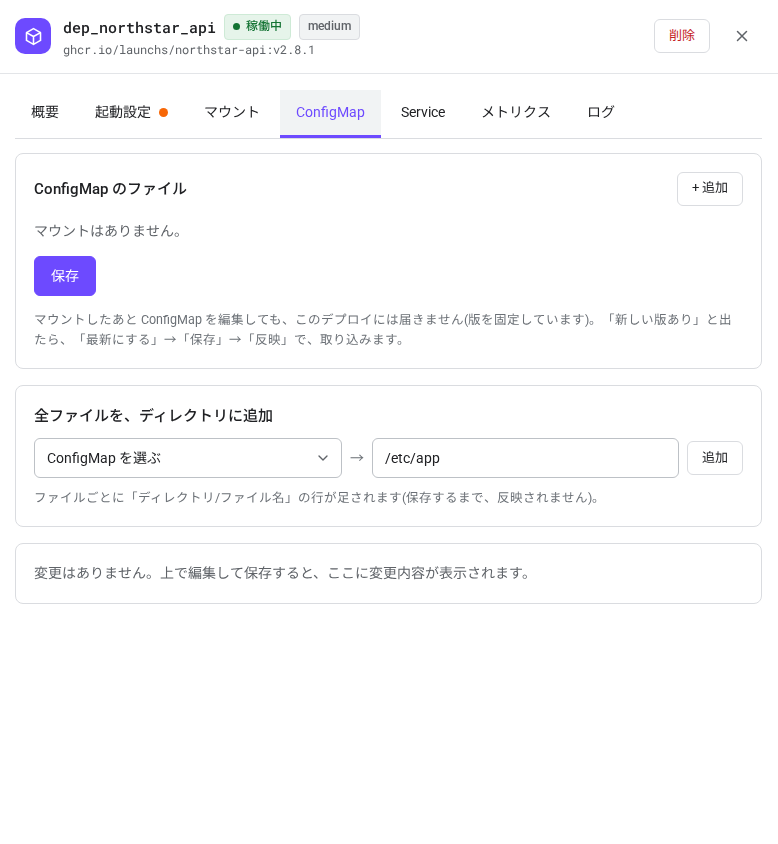 dep_northstar_api
稼働中
medium
ghcr.io/launchs/northstar-api:v2.8.1
削除
概要
起動設定
マウント
ConfigMap
Service
メトリクス
ログ
ConfigMap のファイル
+ 追加
マウントはありません。
保存
マウントしたあと ConfigMap を編集しても、このデプロイには届きません(版を固定しています)。「新しい版あり」と出
たら、「最新にする」→「保存」→「反映」で、取り込みます。
全ファイルを、ディレクトリに追加
ConfigMap を選ぶ
→
/etc/app
追加
ファイルごとに「ディレクトリ/ファイル名」の行が足されます(保存するまで、反映されません)。
変更はありません。上で編集して保存すると、ここに変更内容が表示されます。